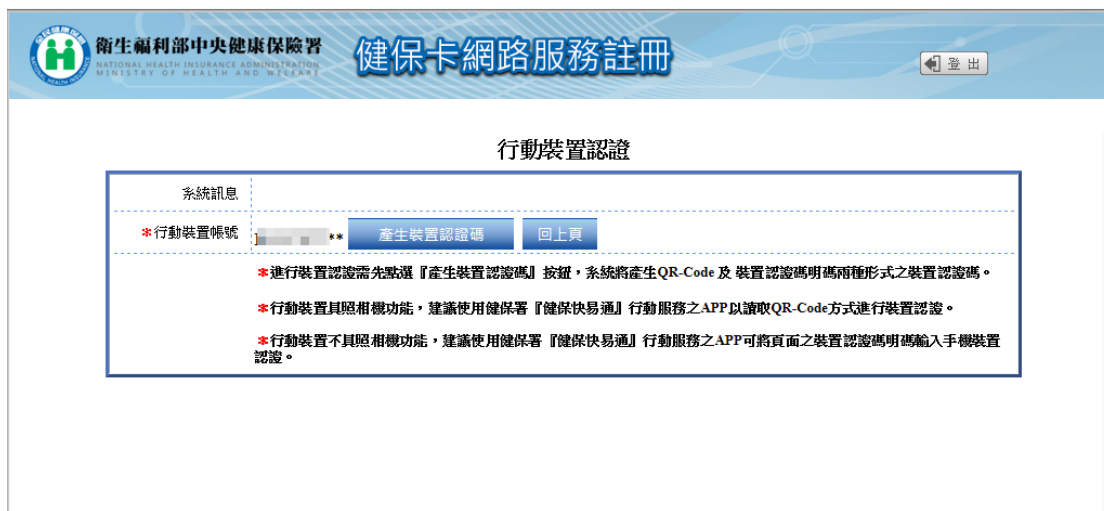 衛生福利部中央健康保險署
NATIONAL HEALTH INSURANCE ADMINISTRATION
MINISTRY OF HEALTH AND WELFARE
健保卡網路服務註冊
登出
行動裝置認證
系統訊息
*行動裝置帳號 ** 產生裝置認證碼 回上頁
*進行裝置認證需先點選『產生裝置認證碼』按鈕，系統將產生QR-Code 及 裝置認證碼明碼兩種形式之裝置認證碼。
*行動裝置具照相機功能，建議使用健保署『健保快易通』行動服務之APP以讀取QR-Code方式進行裝置認證。
*行動裝置不具照相機功能，建議使用健保署『健保快易通』行動服務之APP可將頁面之裝置認證碼明碼輸入手機裝置
認證。